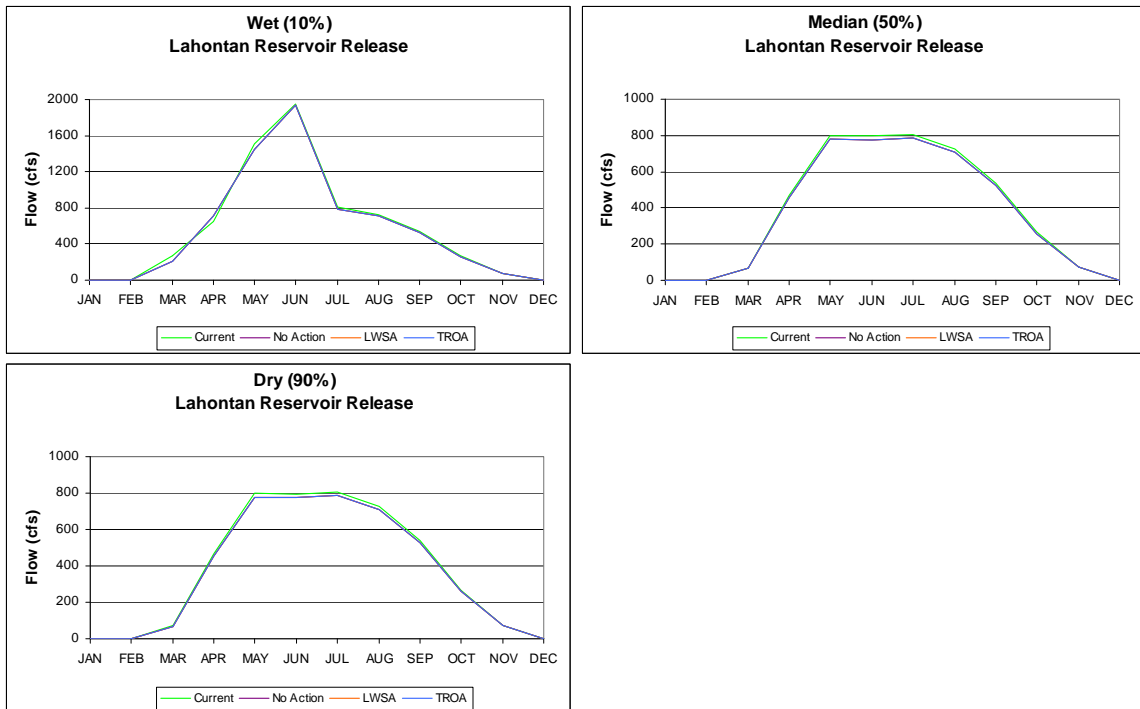 Wet (10%)
Lahontan Reservoir Release
Flow (cfs)
2000
1600
1200
800
400
0
JAN FEB MAR APR MAY JUN JUL AUG SEP OCT NOV DEC
Current No Action LWSA TROA
Median (50%)
Lahontan Reservoir Release
Flow (cfs)
1000
800
600
400
200
0
JAN FEB MAR APR MAY JUN JUL AUG SEP OCT NOV DEC
Current No Action LWSA TROA
Dry (90%)
Lahontan Reservoir Release
Flow (cfs)
1000
800
600
400
200
0
JAN FEB MAR APR MAY JUN JUL AUG SEP OCT NOV DEC
Current No Action LWSA TROA